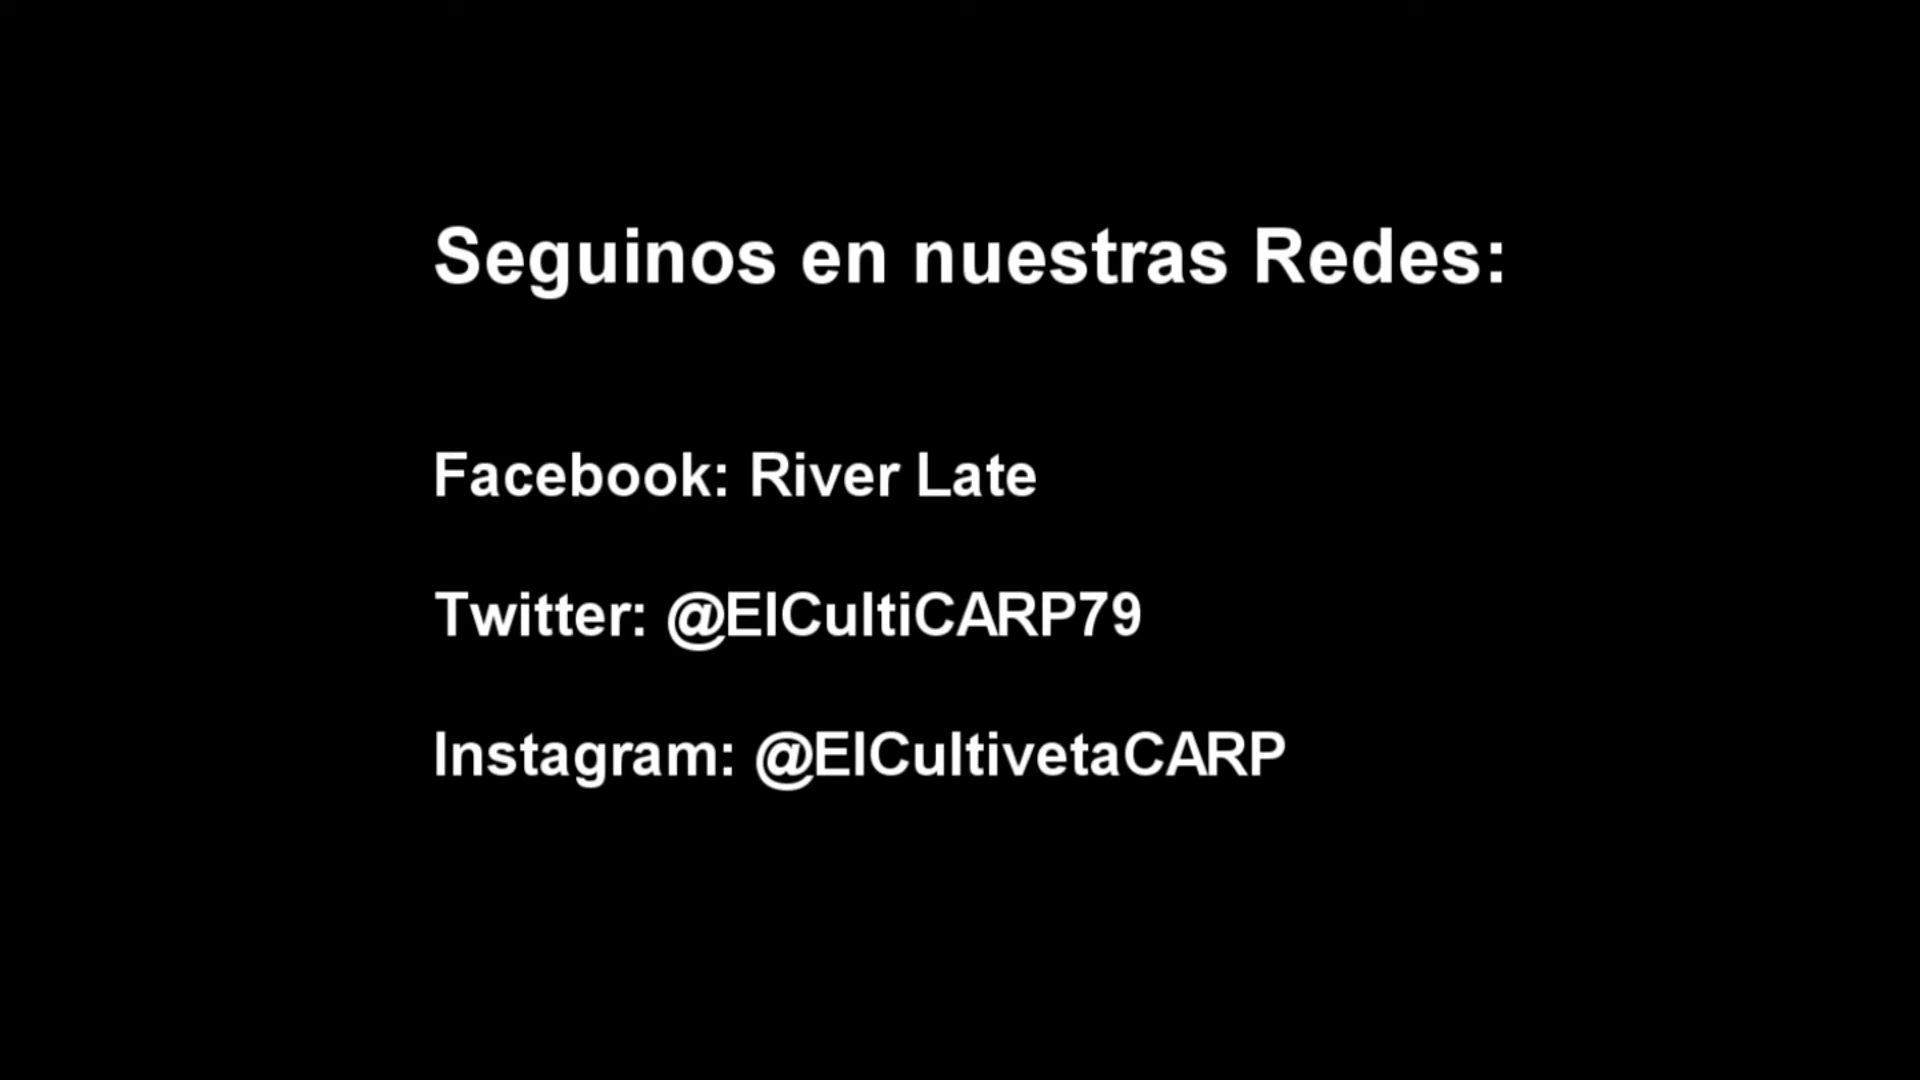 Seguinos en nuestras Redes:
Facebook: River Late
Twitter: @ElCultiCARP79
Instagram: @ElCultivetaCARP